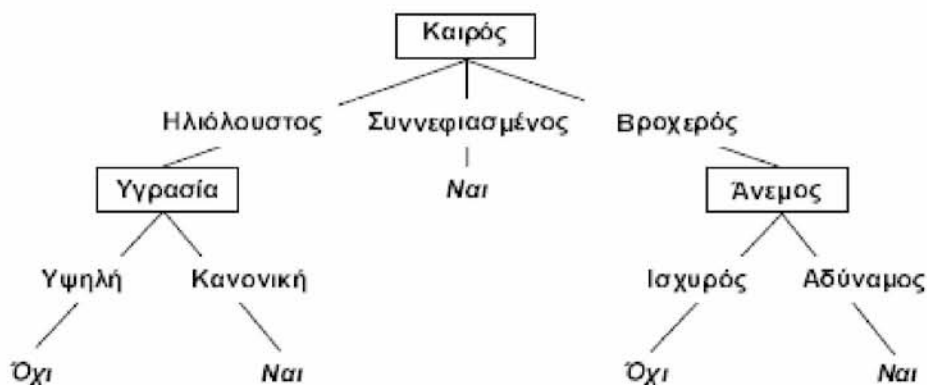 Καιρός
Ηλιόλουστος Συννεφιασμένος Βροχερός
Υγρασία Ναι Άνεμος
Υψηλή Κανονική Ισχυρός Αδύναμος
Όχι Ναι Όχι Ναι